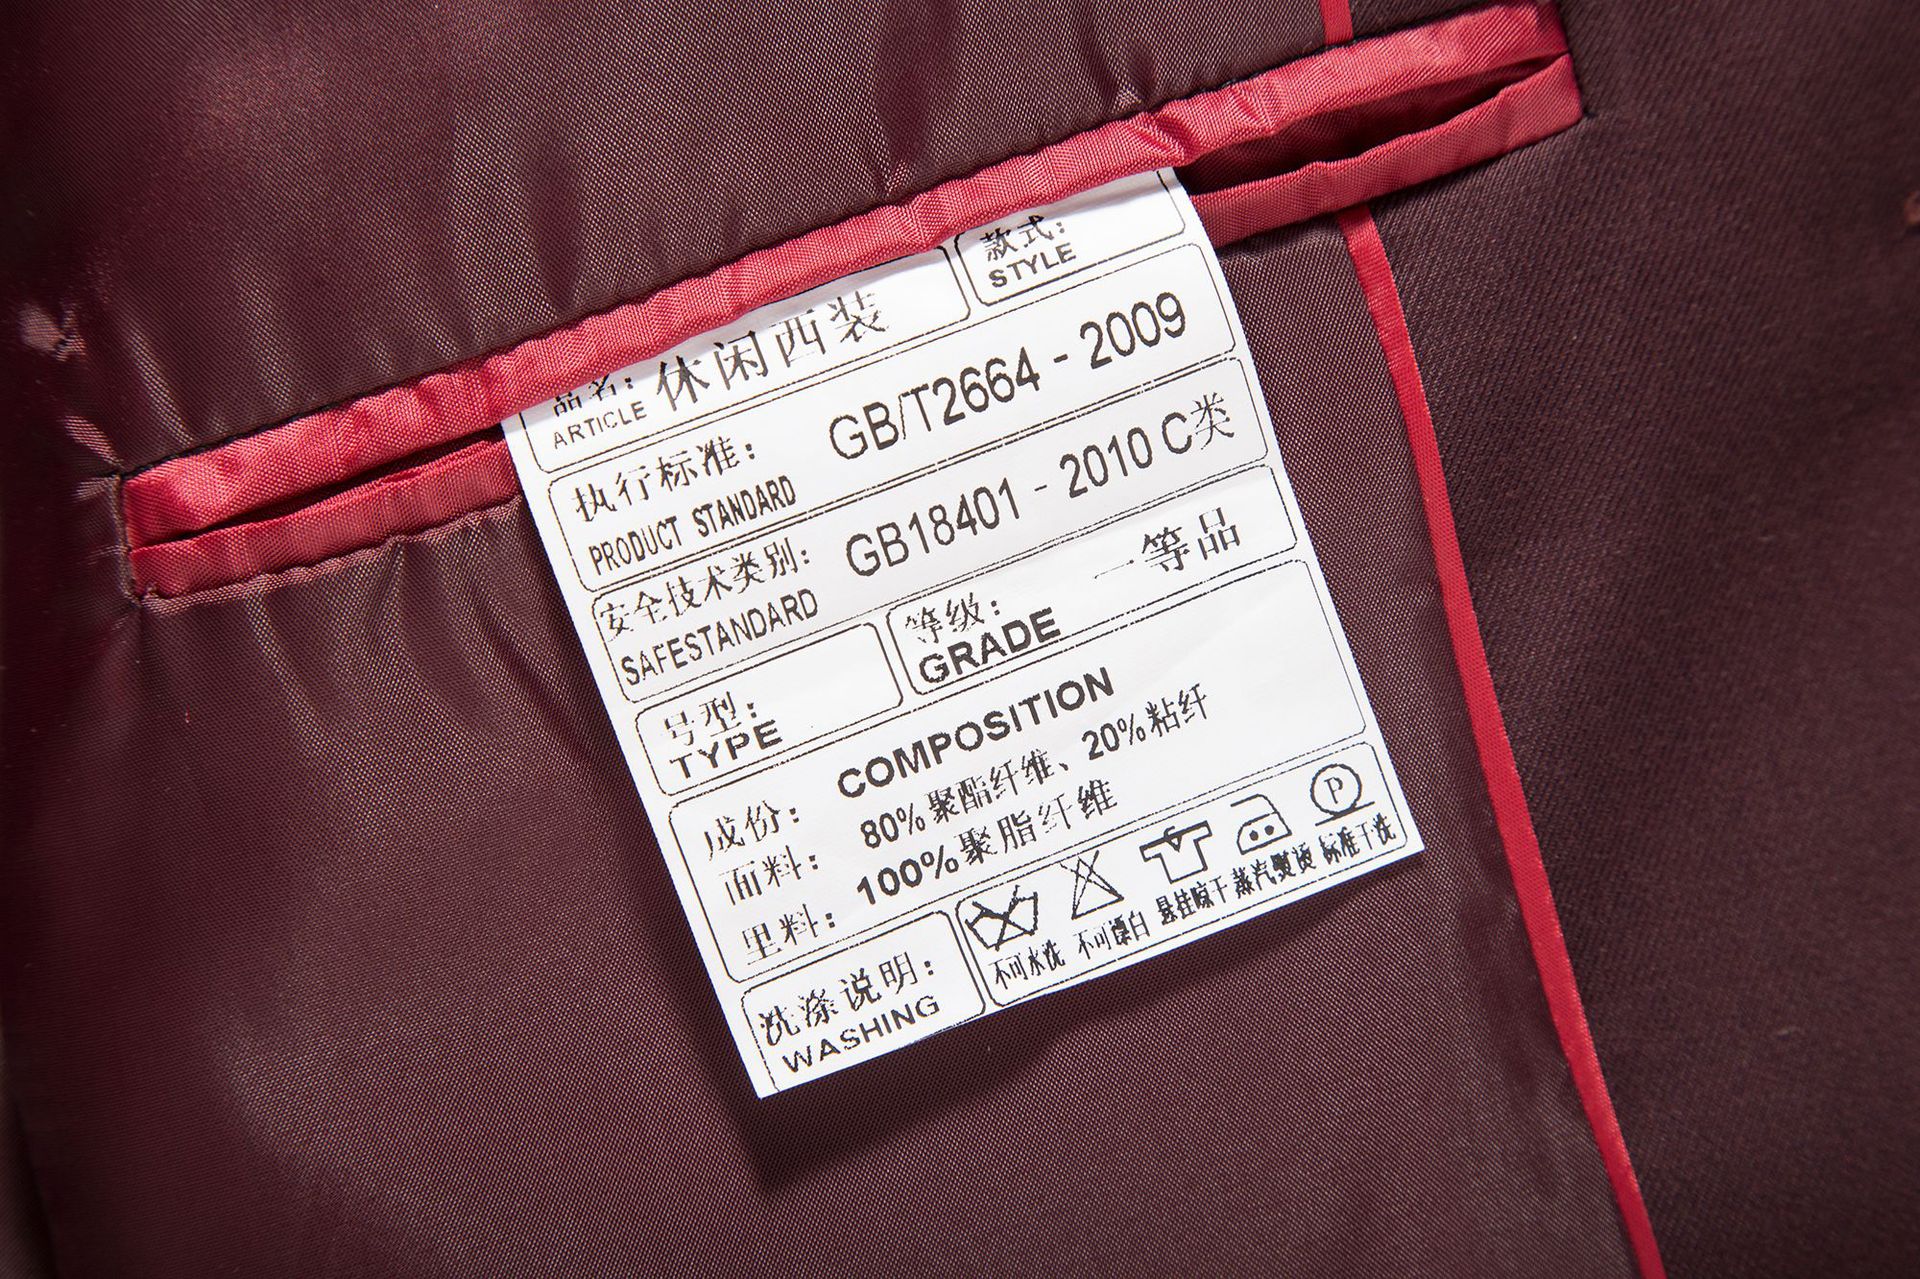 款式:
STYLE
品名: 休闲西装
ARTICLE
执行标准: GB/T2664-2009
PRODUCT STANDARD
安全技术类别: GB18401-2010 C类
SAFESTANDARD
等级: 一等品
GRADE
号型:
TYPE
COMPOSITION
成份:
面料: 80%聚酯纤维、20%粘纤
里料: 100%聚脂纤维
洗涤说明:
WASHING
P
不可水洗 不可漂白 悬挂晾干 蒸汽熨烫 标准干洗